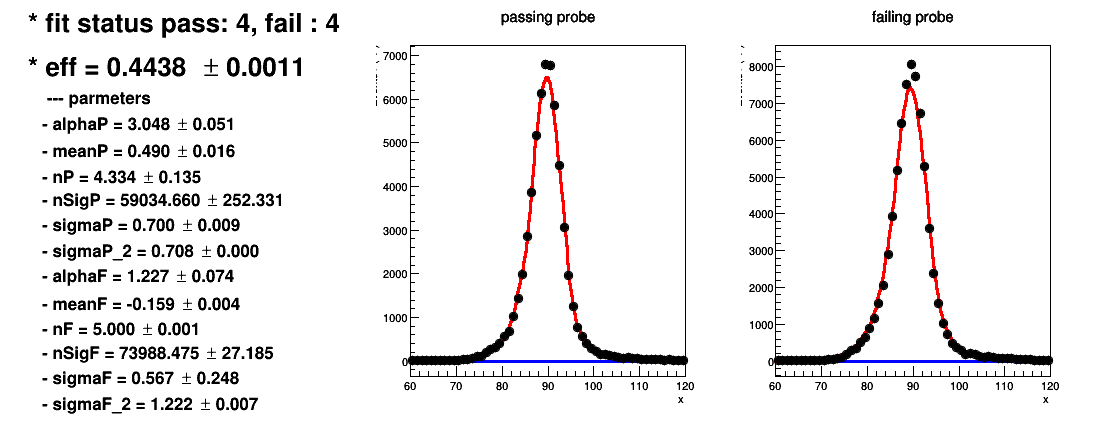 * fit status pass: 4, fail : 4
* eff = 0.4438 ± 0.0011
--- parmeters
- alphaP = 3.048 ± 0.051
- meanP = 0.490 ± 0.016
- nP = 4.334 ± 0.135
- nSigP = 59034.660 ± 252.331
- sigmaP = 0.700 ± 0.009
- sigmaP_2 = 0.708 ± 0.000
- alphaF = 1.227 ± 0.074
- meanF = -0.159 ± 0.004
- nF = 5.000 ± 0.001
- nSigF = 73988.475 ± 27.185
- sigmaF = 0.567 ± 0.248
- sigmaF_2 = 1.222 ± 0.007
passing probe
7000
6000
5000
4000
3000
2000
1000
0
60 70 80 90 100 110 120
x
failing probe
8000
7000
6000
5000
4000
3000
2000
1000
0
60 70 80 90 100 110 120
x